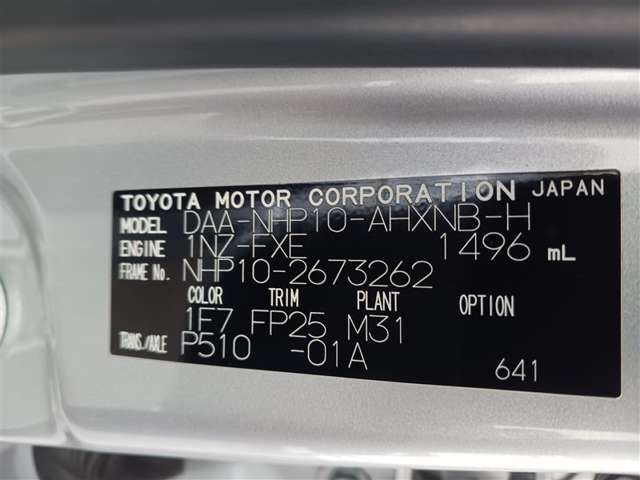 TOYOTA MOTOR CORPORATION JAPAN
MODEL DAA-NHP10-AHXNB-H
ENGINE 1NZ-FXE 1496 mL
FRAME No. NHP10-2673262
COLOR TRIM PLANT OPTION
1F7 FP25 M31
TRANS/AXLE P510 -01A
641